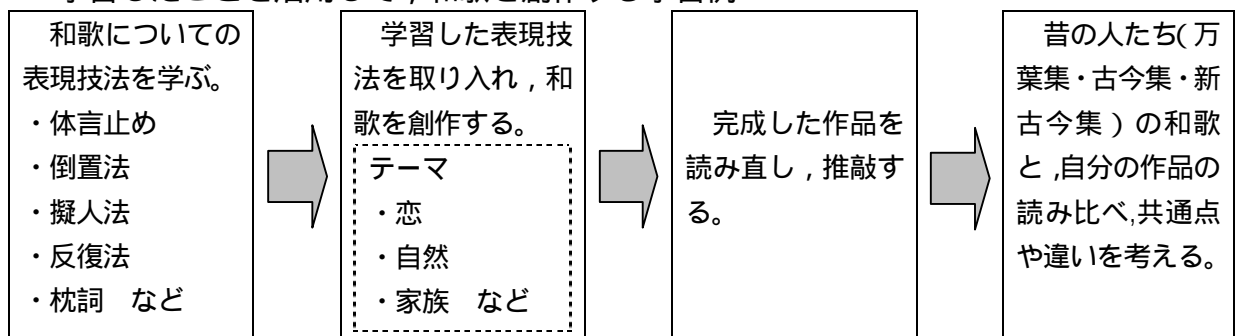 和歌についての
表現技法を学ぶ。
・体言止め
・倒置法
・擬人法
・反復法
・枕詞　など
学習した表現技
法を取り入れ，和
歌を創作する。
テーマ
・恋
・自然
・家族　など
完成した作品を
読み直し，推敲す
る。
昔の人たち（万
葉集・古今集・新
古今集）の和歌
と，自分の作品の
読み比べ，共通点
や違いを考える。